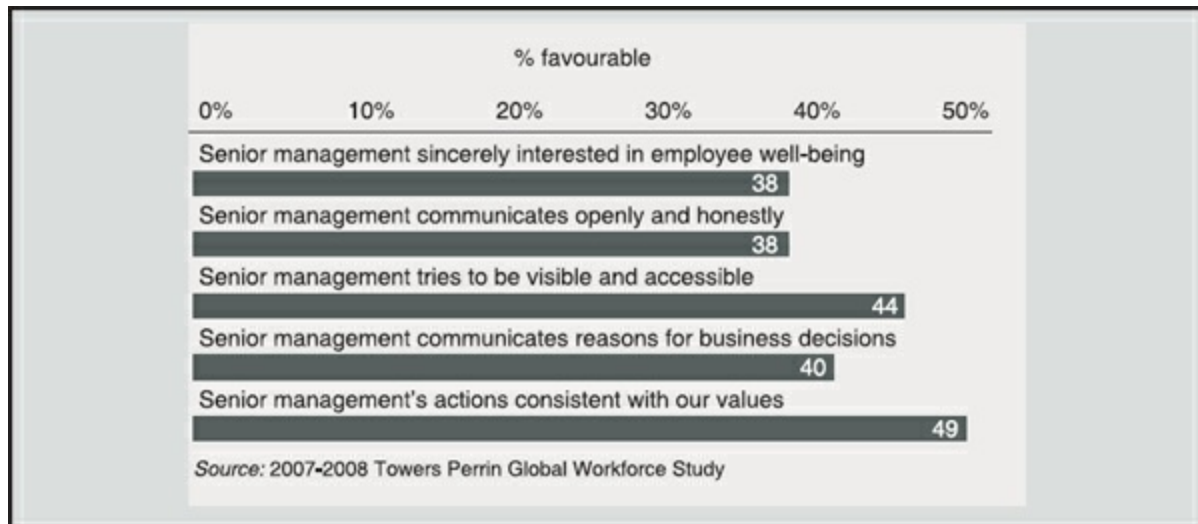 % favourable
0% 10% 20% 30% 40% 50%
Senior management sincerely interested in employee well-being
38
Senior management communicates openly and honestly
38
Senior management tries to be visible and accessible
44
Senior management communicates reasons for business decisions
40
Senior management's actions consistent with our values
49
Source: 2007-2008 Towers Perrin Global Workforce Study